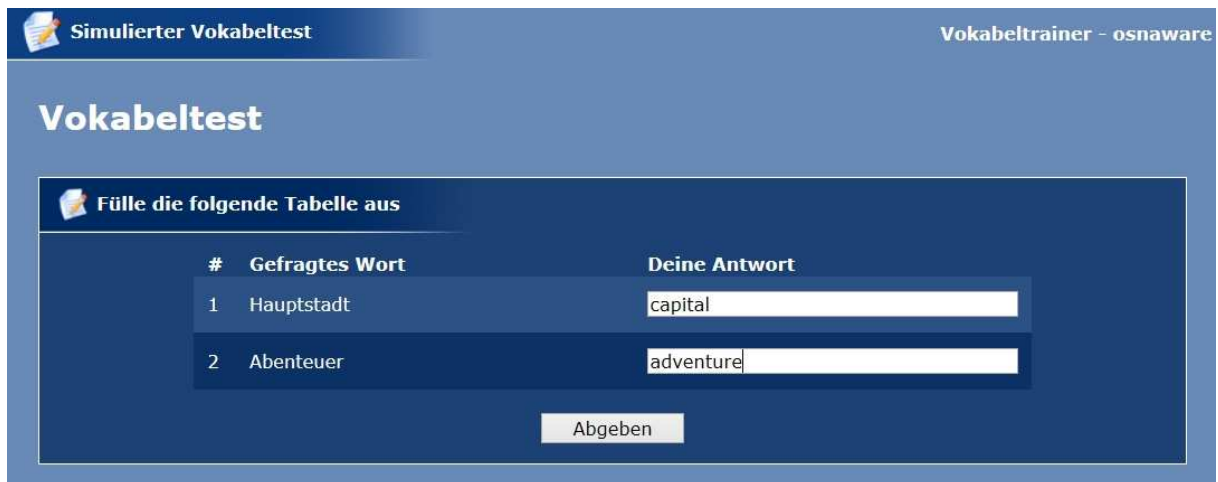 Simulierter Vokabeltest
Vokabeltrainer - osnaware
Vokabeltest
Fülle die folgende Tabelle aus
# Gefragtes Wort Deine Antwort
1 Hauptstadt capital
2 Abenteuer adventure
Abgeben